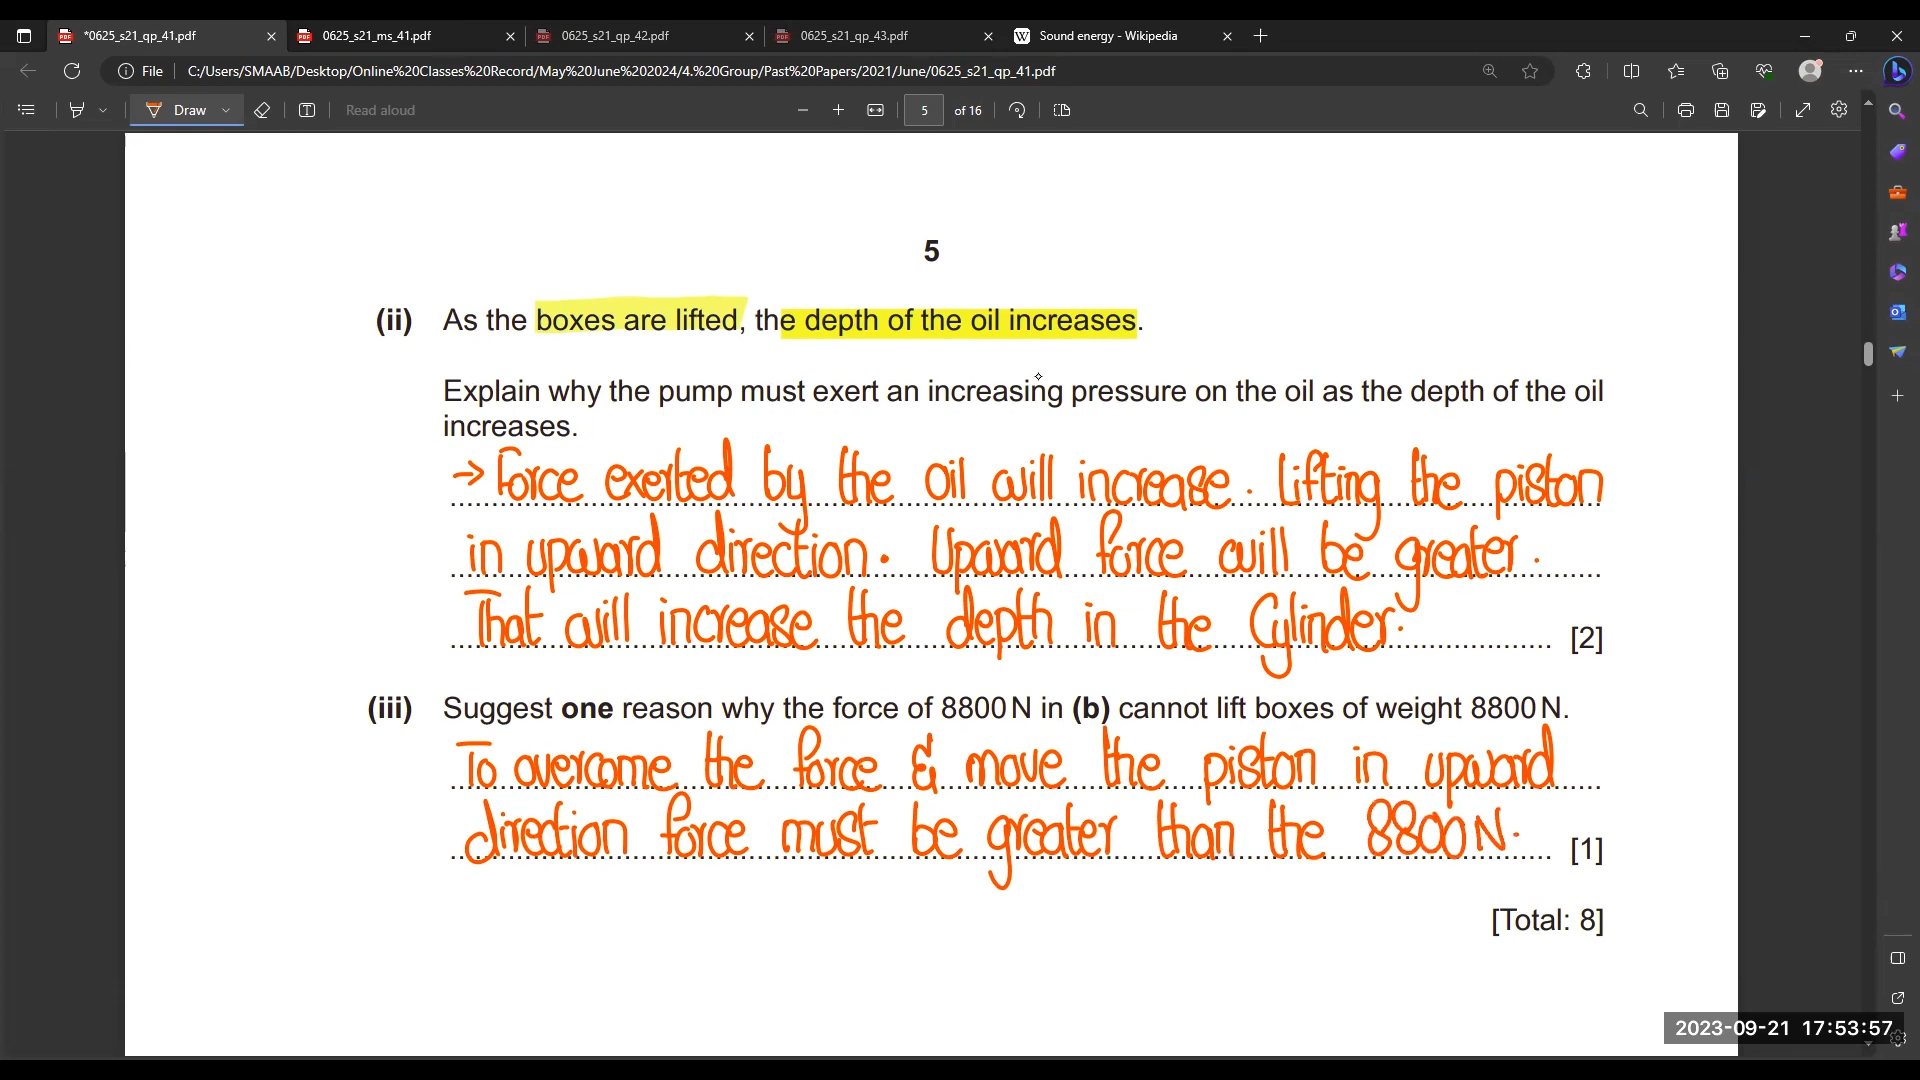 *0625_s21_qp_41.pdf
0625_s21_ms_41.pdf
0625_s21_qp_42.pdf
0625_s21_qp_43.pdf
Sound energy - Wikipedia
File
C:/Users/SMAAB/Desktop/Online%20Classes%20Record/May%20June%202024/4.%20Group/Past%20Papers/2021/June/0625_s21_qp_41.pdf
Draw
Read aloud
5 of 16
5
(ii) As the boxes are lifted, the depth of the oil increases.
Explain why the pump must exert an increasing pressure on the oil as the depth of the oil
increases.
→ Force exerted by the oil will increase. Lifting the piston
in upward direction. Upward force will be greater.
That will increase the depth in the Cylinder. [2]
(iii) Suggest one reason why the force of 8800 N in (b) cannot lift boxes of weight 8800 N.
To overcome the force & move the piston in upward
direction force must be greater than the 8800 N. [1]
[Total: 8]
2023-09-21 17:53:57